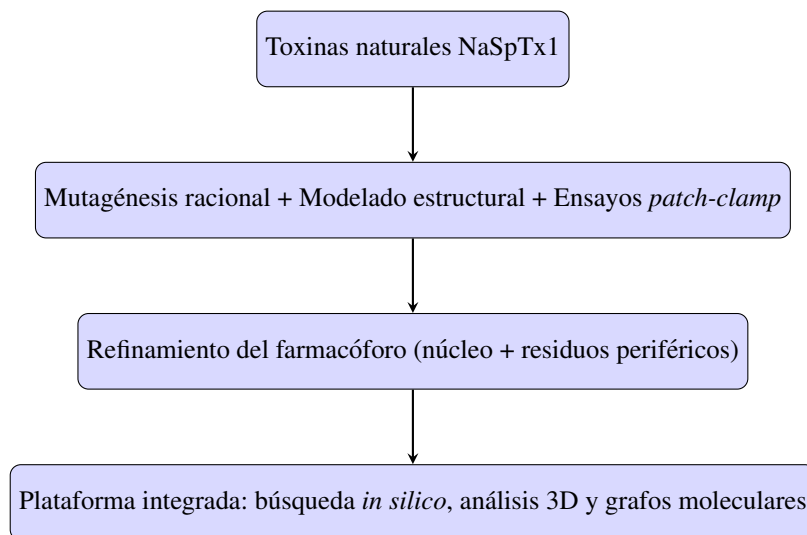 Toxinas naturales NaSpTx1
Mutagénesis racional + Modelado estructural + Ensayos patch-clamp
Refinamiento del farmacóforo (núcleo + residuos periféricos)
Plataforma integrada: búsqueda in silico, análisis 3D y grafos moleculares